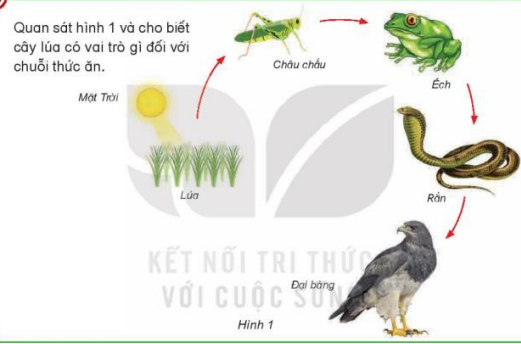 Quan sát hình 1 và cho biết
cây lúa có vai trò gì đối với
chuỗi thức ăn.
Châu chấu
Ếch
Mặt Trời
Lúa
Rắn
KẾT NỐI TRI THỨC
VỚI CUỘC SỐNG
Đại bàng
Hình 1